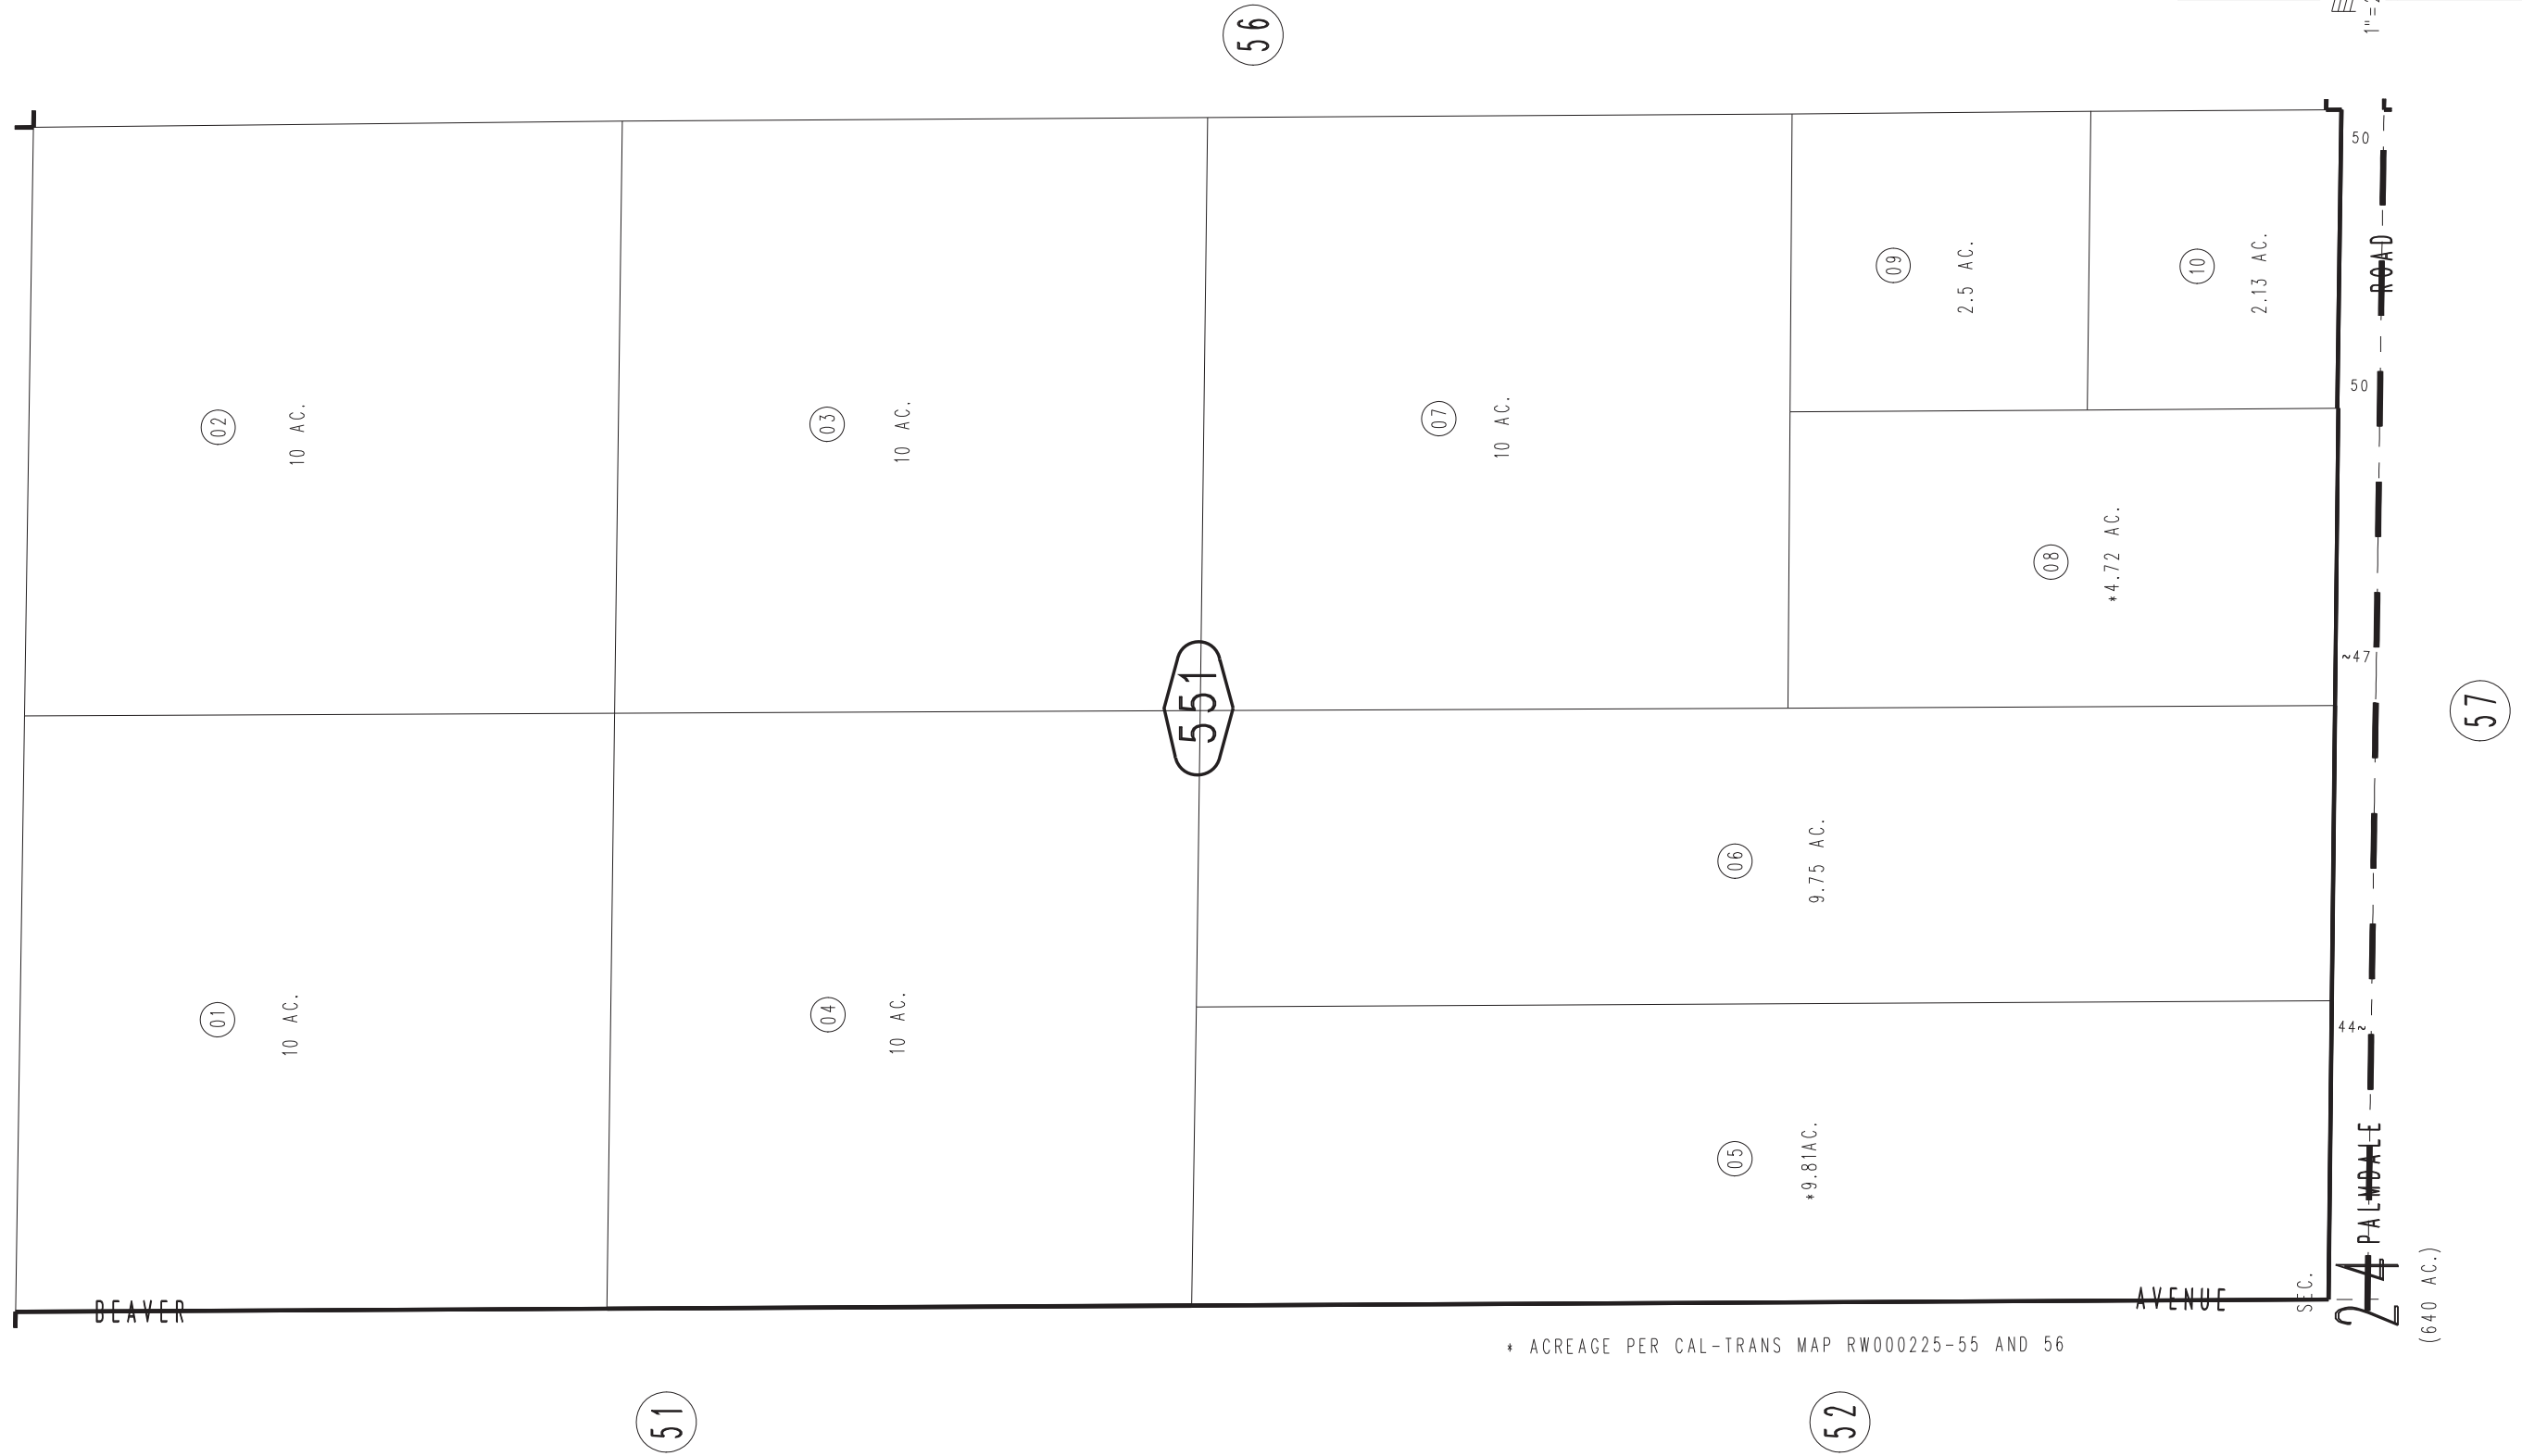 56
1"=
02
10 AC.
03
10 AC.
07
10 AC.
09
2.5 AC.
10
2.13 AC.
50
ROAD
50
08
*4.72 AC.
~47
551
57
06
9.75 AC.
01
10 AC.
04
10 AC.
05
*9.81AC.
44~
PALMDALE
BEAVER
AVENUE
SEC.
24
(640 AC.)
* ACREAGE PER CAL-TRANS MAP RW000225-55 AND 56
51
52